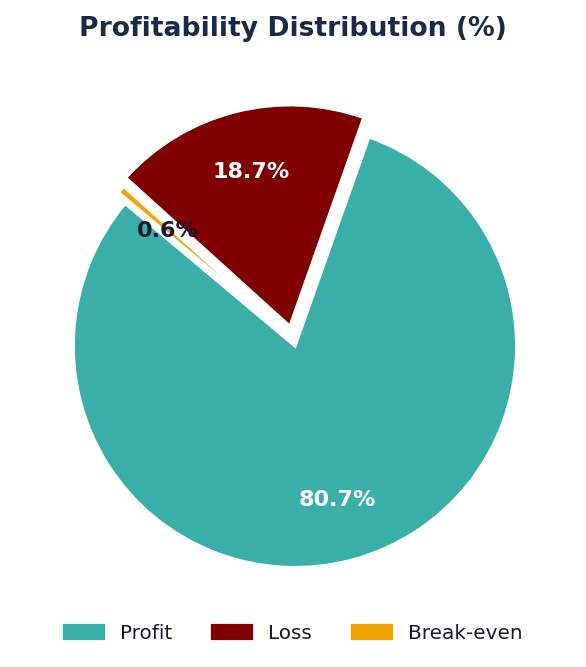 Profitability Distribution (%)
18.7%
0.6%
80.7%
Profit
Loss
Break-even